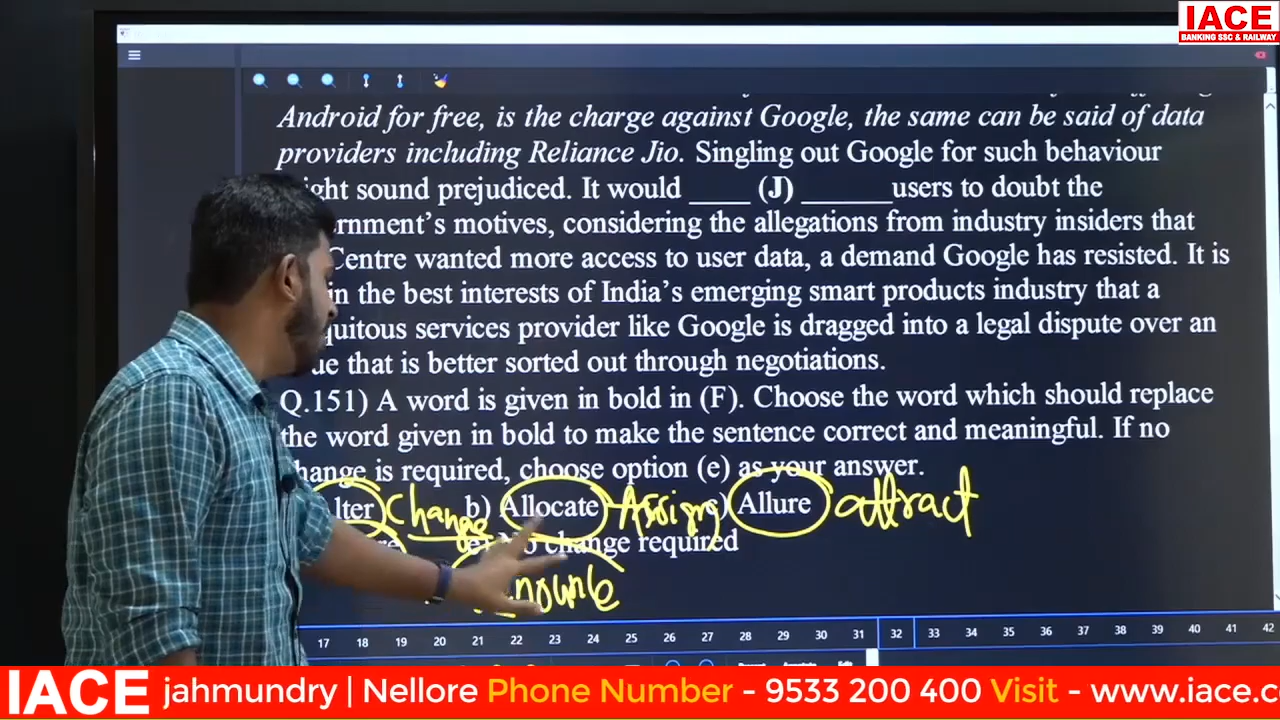 IACE
BANKING SSC & RAILWAY
Android for free, is the charge against Google, the same can be said of data
providers including Reliance Jio. Singling out Google for such behaviour
ght sound prejudiced. It would ____ (J) ______users to doubt the
rnment's motives, considering the allegations from industry insiders that
Centre wanted more access to user data, a demand Google has resisted. It is
in the best interests of India's emerging smart products industry that a
quitous services provider like Google is dragged into a legal dispute over an
ue that is better sorted out through negotiations.
Q.151) A word is given in bold in (F). Choose the word which should replace
the word given in bold to make the sentence correct and meaningful. If no
hange is required, choose option (e) as your answer.
lter Change b) Allocate Assign c) Allure attract
e) No change required
17 18 19 20 21 22 23 24 25 26 27 28 29 30 31 32 33 34 35 36 37 38 39 40 41 42
IACE jahmundry | Nellore Phone Number - 9533 200 400 Visit - www.iace.c